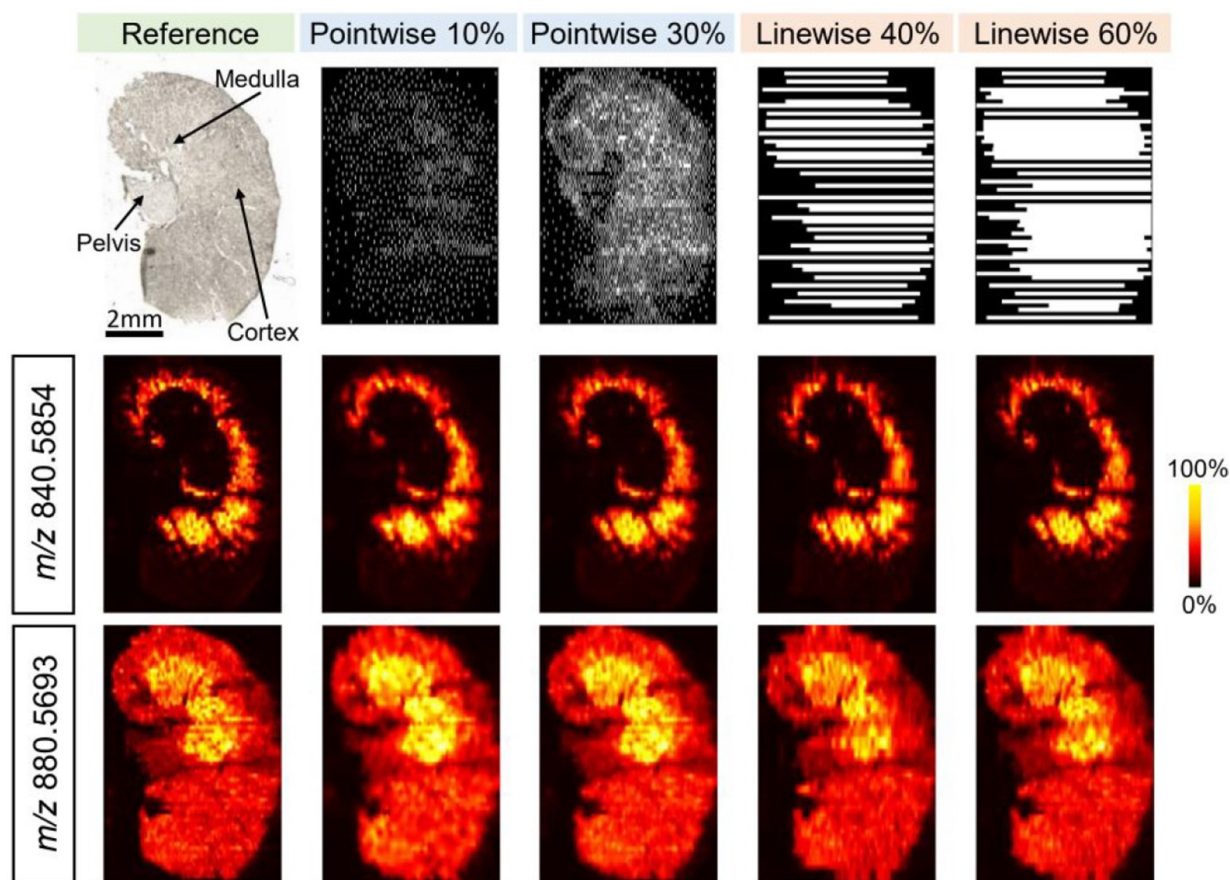 Reference
Pointwise 10%
Pointwise 30%
Linewise 40%
Linewise 60%
Medulla
Pelvis
2mm
Cortex
m/z 840.5854
100%
0%
m/z 880.5693